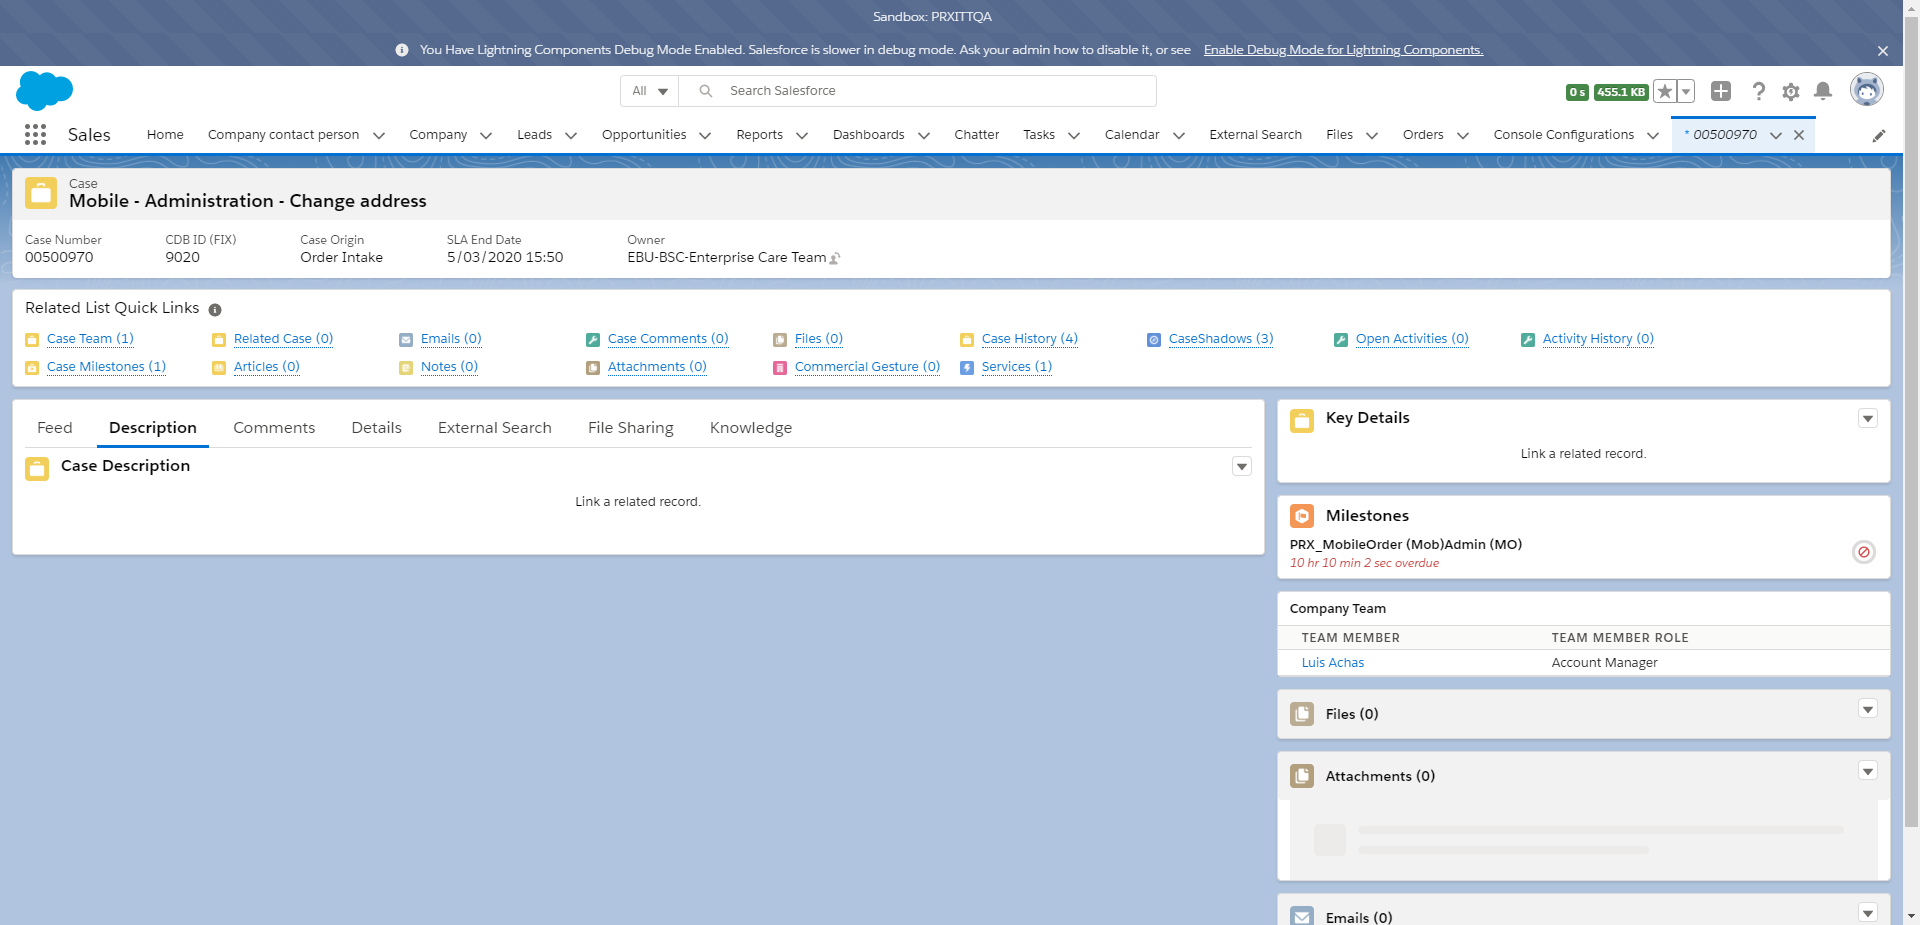 Sandbox: PRXITTQA
You Have Lightning Components Debug Mode Enabled. Salesforce is slower in debug mode. Ask your admin how to disable it, or see Enable Debug Mode for Lightning Components.
All Search Salesforce 0 s 455.1 KB
Sales Home Company contact person Company Leads Opportunities Reports Dashboards Chatter Tasks Calendar External Search Files Orders Console Configurations * 00500970
Case
Mobile - Administration - Change address
Case Number CDB ID (FIX) Case Origin SLA End Date Owner
00500970 9020 Order Intake 5/03/2020 15:50 EBU-BSC-Enterprise Care Team
Related List Quick Links
Case Team (1) Related Case (0) Emails (0) Case Comments (0) Files (0) Case History (4) CaseShadows (3) Open Activities (0) Activity History (0)
Case Milestones (1) Articles (0) Notes (0) Attachments (0) Commercial Gesture (0) Services (1)
Feed Description Comments Details External Search File Sharing Knowledge
Case Description
Link a related record.
Key Details
Link a related record.
Milestones
PRX_MobileOrder (Mob)Admin (MO)
10 hr 10 min 2 sec overdue
Company Team
TEAM MEMBER TEAM MEMBER ROLE
Luis Achas Account Manager
Files (0)
Attachments (0)
Emails (0)